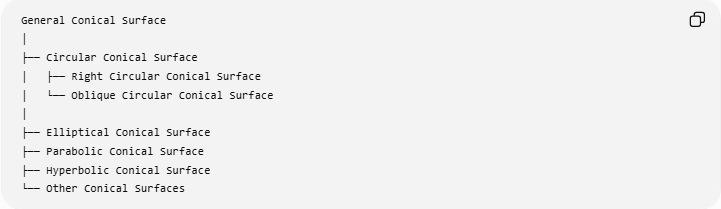 General Conical Surface
│
├── Circular Conical Surface
│   ├── Right Circular Conical Surface
│   └── Oblique Circular Conical Surface
│
├── Elliptical Conical Surface
├── Parabolic Conical Surface
├── Hyperbolic Conical Surface
└── Other Conical Surfaces